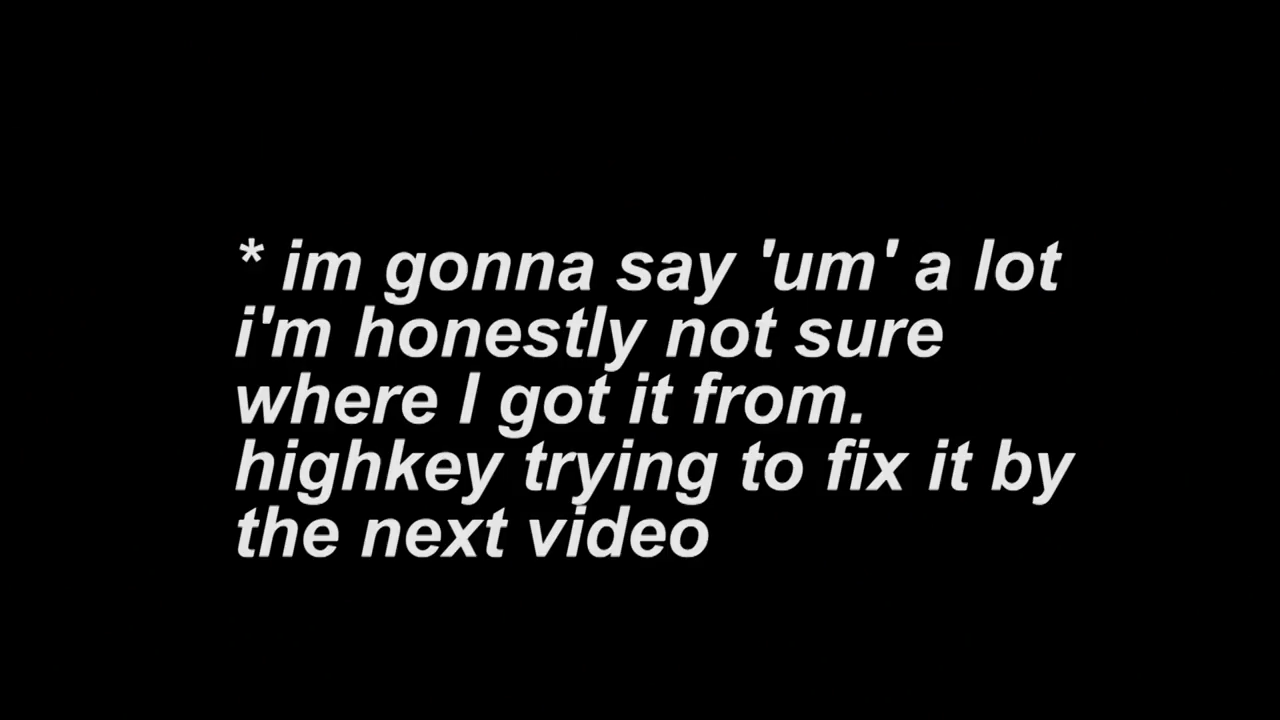 * im gonna say 'um' a lot
i'm honestly not sure
where I got it from.
highkey trying to fix it by
the next video